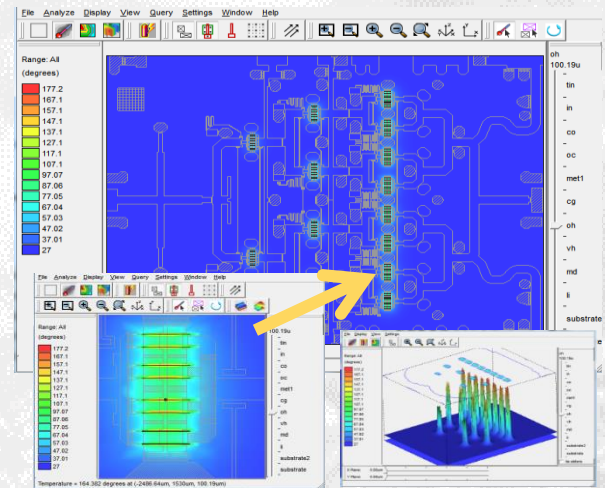 File Analyze Display View Query Settings Window Help
Range: All
(degrees)
177.2
167.1
157.1
147.1
137.1
127.1
117.1
107.1
97.07
87.06
77.05
67.04
57.03
47.02
37.01
27
oh
100.19u
tin
in
co
oc
met1
cg
oh
vh
md
li
substrate
File Analyze Display View Query Settings Window Help
Range: All
(degrees)
177.2
167.1
157.1
147.1
137.1
127.1
117.1
107.1
97.07
87.06
77.05
67.04
57.03
47.02
37.01
27
100.19u
tin
in
co
oc
met1
cg
oh
vh
md
li
substrate2
substrate
Temperature = 164.382 degrees at (-2406.64um, 1530um, 100.19um)